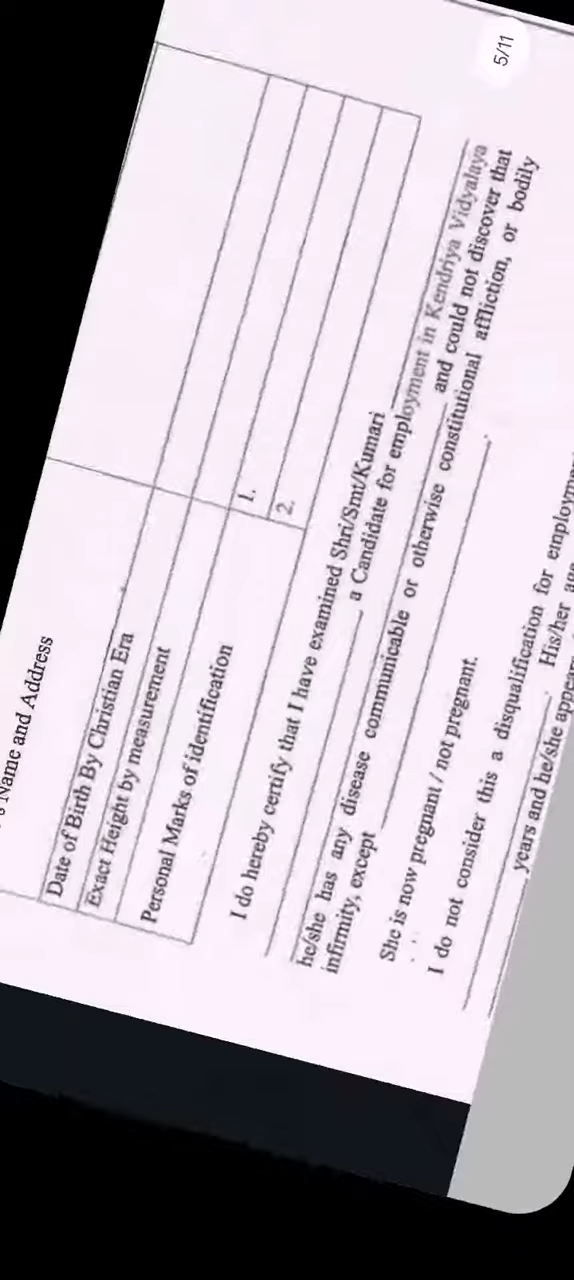 5/11
Name and Address
Date of Birth By Christian Era
Exact Height by measurement
Personal Marks of identification
1.
2.
I do hereby certify that I have examined Shri/Smt/Kumari
, a Candidate for employment in Kendriya Vidyalaya
and could not discover that
he/she has any disease communicable or otherwise constitutional affliction, or bodily
infirmity, except .
She is now pregnant / not pregnant.
I do not consider this a disqualification for
. His/her age
years and he/she appears